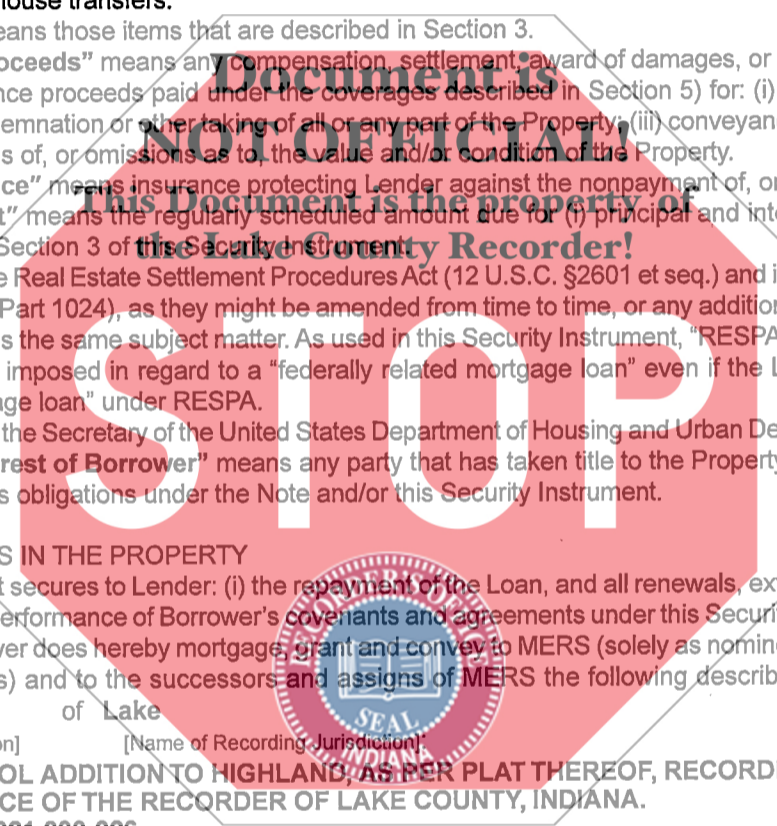 house transfers.
eans those items that are described in Section 3.
oceeds” means any compensation, settlement, award of damages, or
Document is
nce proceeds paid under the coverages described in Section 5) for: (i)
emnation or other taking of all or any part of the Property; (iii) conveyan
NOT OFFICIAL!
s of, or omissions as to, the value and/or condition of the Property.
ce” means insurance protecting Lender against the nonpayment of, or
This Document is the property of
t” means the regularly scheduled amount due for (i) principal and inte
Section 3 of this Security Instrument.
the Lake County Recorder!
e Real Estate Settlement Procedures Act (12 U.S.C. §2601 et seq.) and i
Part 1024), as they might be amended from time to time, or any addition
s the same subject matter. As used in this Security Instrument, “RESPA
STOP
imposed in regard to a “federally related mortgage loan” even if the L
age loan” under RESPA.
the Secretary of the United States Department of Housing and Urban De
rest of Borrower” means any party that has taken title to the Property
s obligations under the Note and/or this Security Instrument.
S IN THE PROPERTY
t secures to Lender: (i) the repayment of the Loan, and all renewals, ex
erformance of Borrower’s covenants and agreements under this Securi
wer does hereby mortgage, grant and convey to MERS (solely as nomine
s) and to the successors and assigns of MERS the following describ
RECORDER'S OFFICE
SEAL
INDIANA
of Lake
on] [Name of Recording Jurisdiction]:
OL ADDITION TO HIGHLAND, AS PER PLAT THEREOF, RECORD
CE OF THE RECORDER OF LAKE COUNTY, INDIANA.